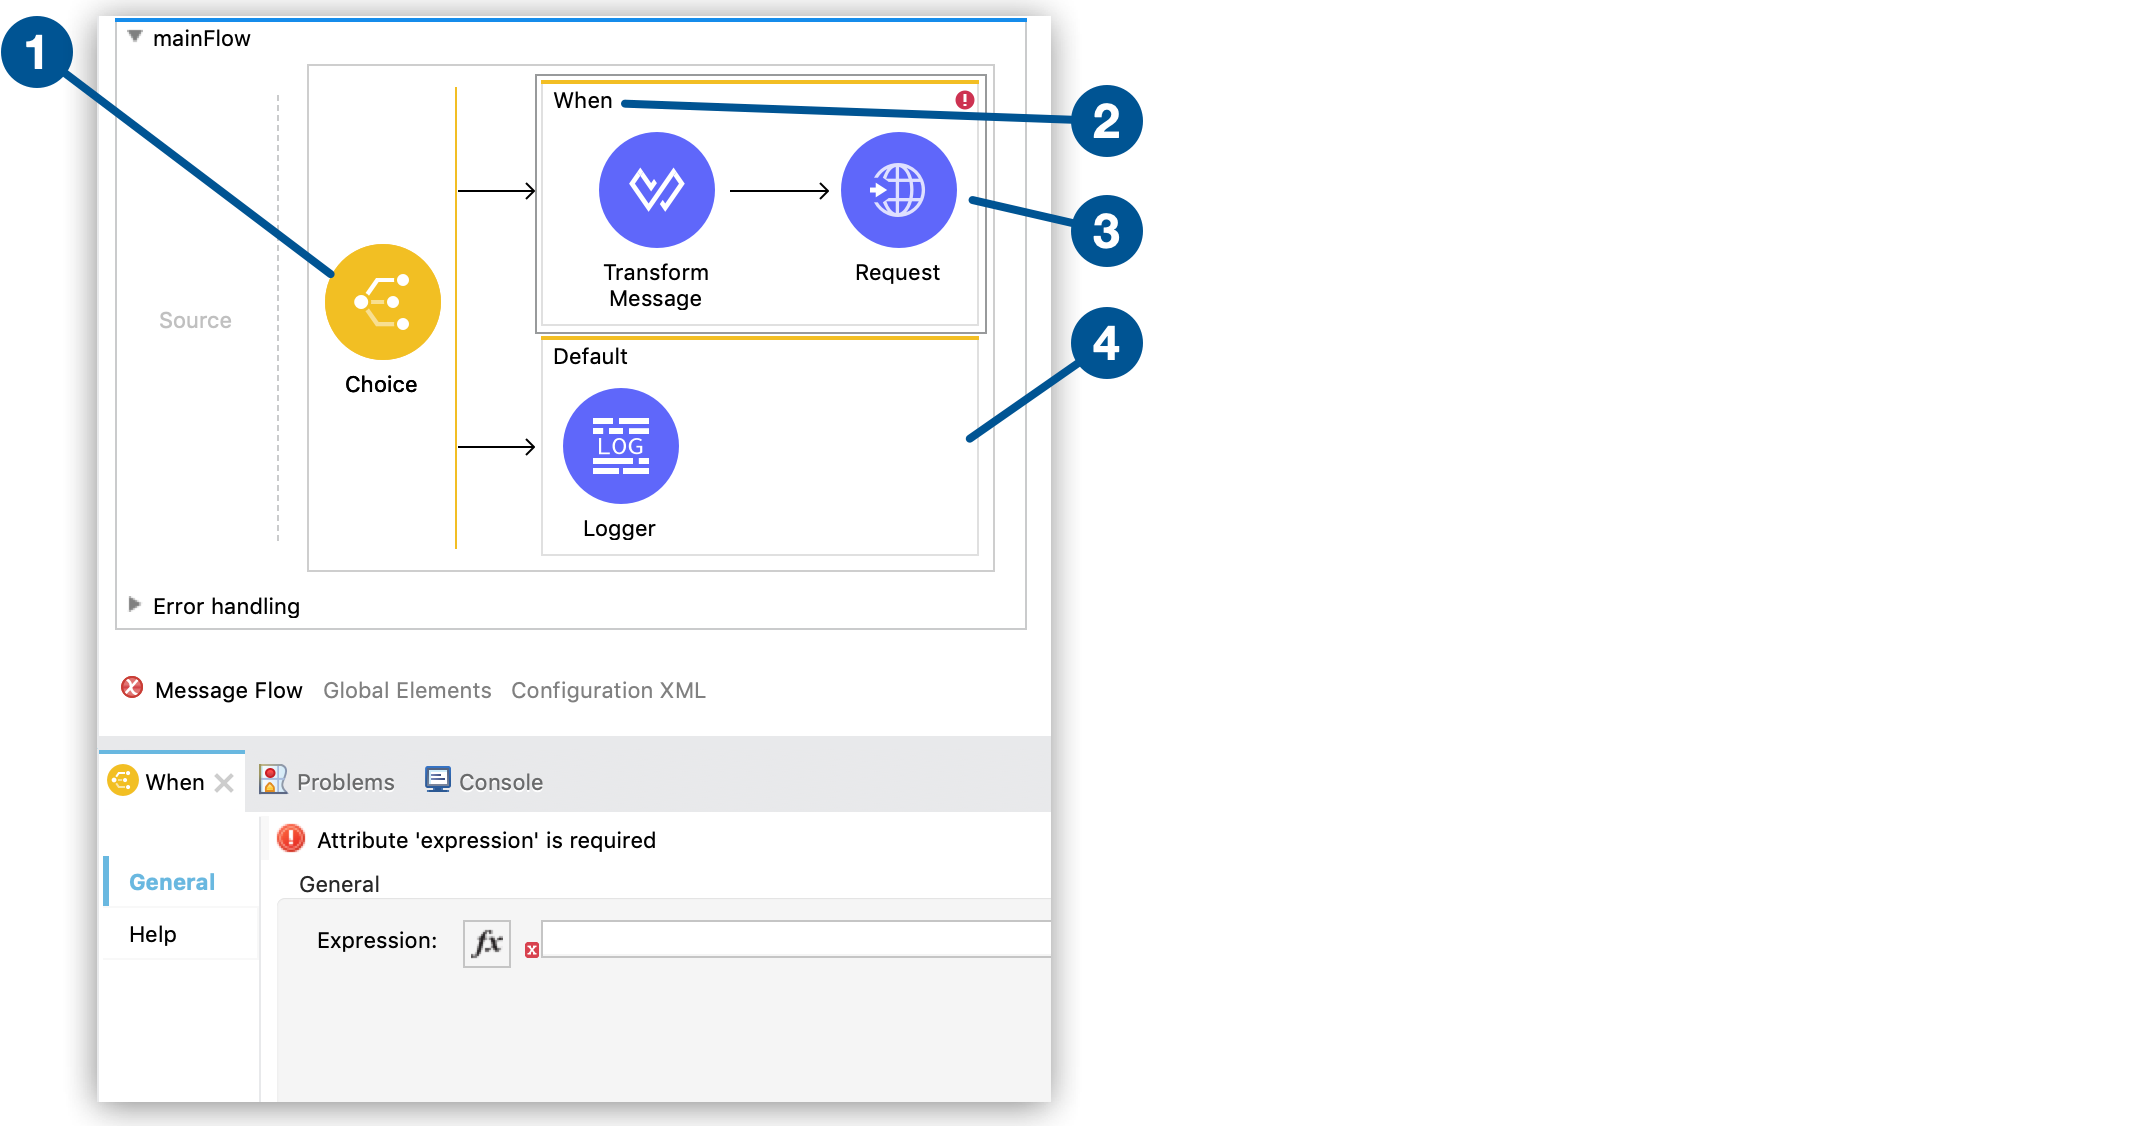 1
mainFlow
When
2
Transform
Message
Request
3
Source
Choice
Default
4
LOG
Logger
Error handling
Message Flow Global Elements Configuration XML
When Problems Console
Attribute 'expression' is required
General
General
Help
Expression: fx